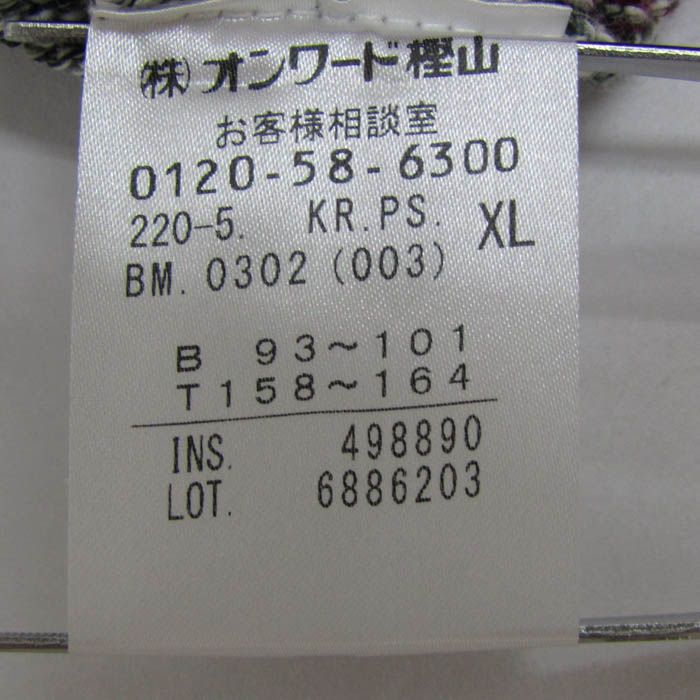 ㈱オンワード樫山
お客様相談室
0120-58-6300
220-5. KR.PS. XL
BM. 0302 (003)
B 93~101
T158~164
INS. 498890
LOT. 6886203